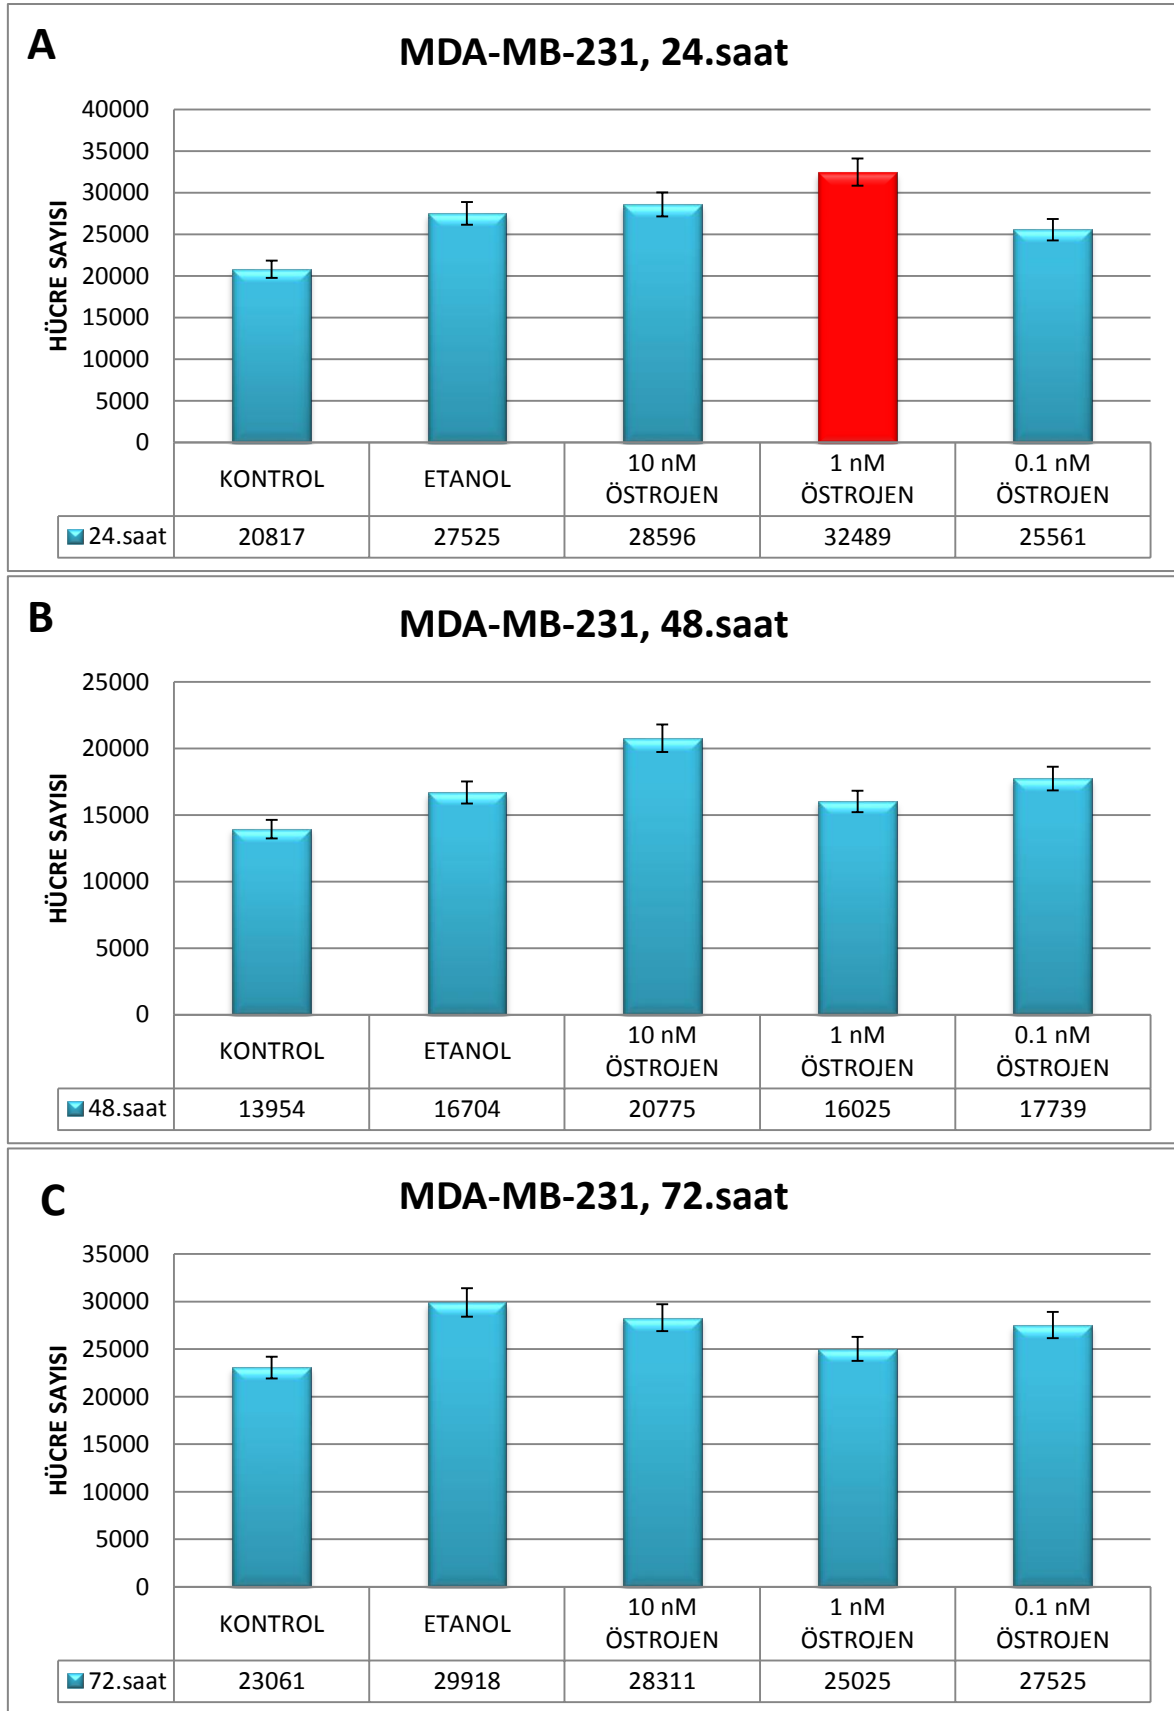 A
MDA-MB-231, 24.saat
40000
35000
30000
25000
20000
15000
10000
5000
0
HÜCRE SAYISI
KONTROL
ETANOL
10 nM
ÖSTROJEN
1 nM
ÖSTROJEN
0.1 nM
ÖSTROJEN
24.saat 20817 27525 28596 32489 25561
B
MDA-MB-231, 48.saat
25000
20000
15000
10000
5000
0
HÜCRE SAYISI
KONTROL
ETANOL
10 nM
ÖSTROJEN
1 nM
ÖSTROJEN
0.1 nM
ÖSTROJEN
48.saat 13954 16704 20775 16025 17739
C
MDA-MB-231, 72.saat
35000
30000
25000
20000
15000
10000
5000
0
HÜCRE SAYISI
KONTROL
ETANOL
10 nM
ÖSTROJEN
1 nM
ÖSTROJEN
0.1 nM
ÖSTROJEN
72.saat 23061 29918 28311 25025 27525